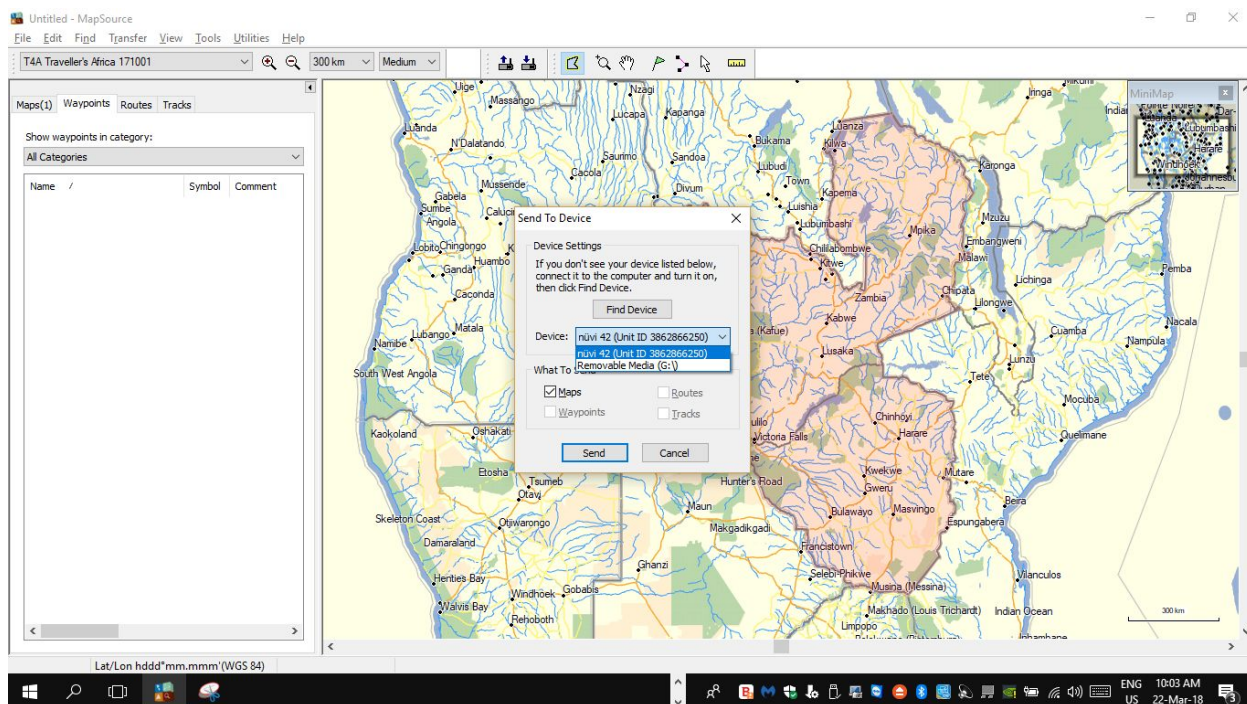 Untitled - MapSource
File Edit Find Transfer View Tools Utilities Help
T4A Traveller's Africa 171001
300 km
Medium
Maps(1) Waypoints Routes Tracks
Show waypoints in category:
All Categories
Name / Symbol Comment
Send To Device
Device Settings
If you don't see your device listed below,
connect it to the computer and turn it on,
then click Find Device.
Find Device
Device: nüvi 42 (Unit ID 3862866250)
nüvi 42 (Unit ID 3862866250)
Removable Media (G:\)
What To
Maps Routes
Waypoints Tracks
Send Cancel
MiniMap
Uige
Massango
Nzagi
Lucapa
Kapanga
Luanda
N'Dalatando
Saurimo
Sandoa
Bukama
Luanza
Kilwa
Karonga
Cacola
Lubudi
Mussende
Divum
Town
Kapema
Gabela
Sumbe
Angola
Luishia
Lubumbashi
Mpika
Mzuzu
Embangweni
Lobito
Chingongo
Huambo
Ganda
Chililabombwe
Kitwe
Malawi
Pemba
Caconda
Zambia
Chipata
Lilongwe
Lichinga
Lubango
Matala
Namibe
(Kafue)
Kabwe
Nacala
Cuamba
Nampula
South West Angola
Lusaka
Lunzu
Tete
Mocuba
Kaokoland
Oshakati
Victoria Falls
Chinhoyi
Harare
Quelimane
Etosha
Tsumeb
Otavi
Hunter's Road
Kwekwe
Gweru
Mutare
Skeleton Coast
Otjiwarongo
Maun
Makgadikgadi
Bulawayo
Masvingo
Beira
Espungabera
Damaraland
Francistown
Henties Bay
Ghanzi
Selebi-Phikwe
Musina (Messina)
Vilanculos
Walvis Bay
Windhoek
Gobabis
Rehoboth
Makhado (Louis Trichardt)
Indian Ocean
Limpopo
300 km
Lat/Lon hddd°mm.mmm'(WGS 84)
ENG 10:03 AM
US 22-Mar-18